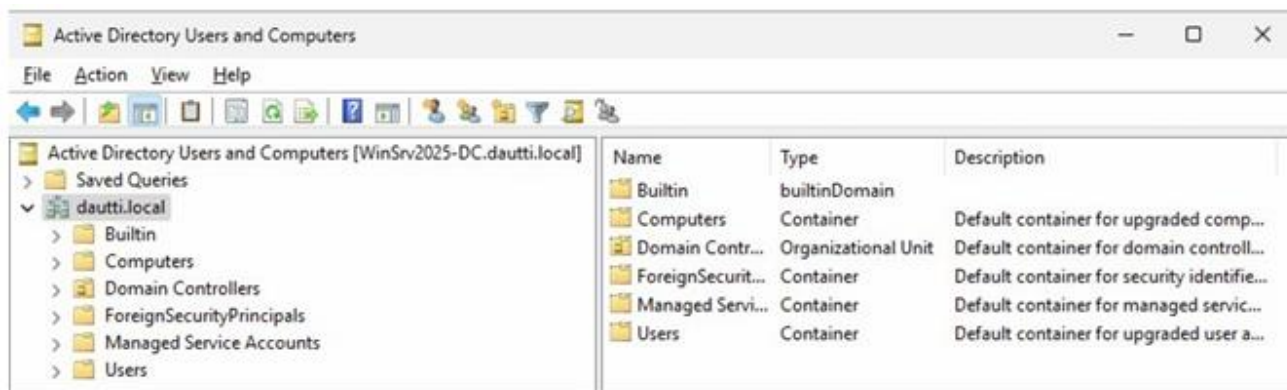 Active Directory Users and Computers
File Action View Help
Active Directory Users and Computers [WinSrv2025-DC.dautti.local]
Saved Queries
dautti.local
Builtin
Computers
Domain Controllers
ForeignSecurityPrincipals
Managed Service Accounts
Users
Name Type Description
Builtin builtinDomain
Computers Container Default container for upgraded comp...
Domain Contr... Organizational Unit Default container for domain controll...
ForeignSecurit... Container Default container for security identifie...
Managed Servi... Container Default container for managed servic...
Users Container Default container for upgraded user a...